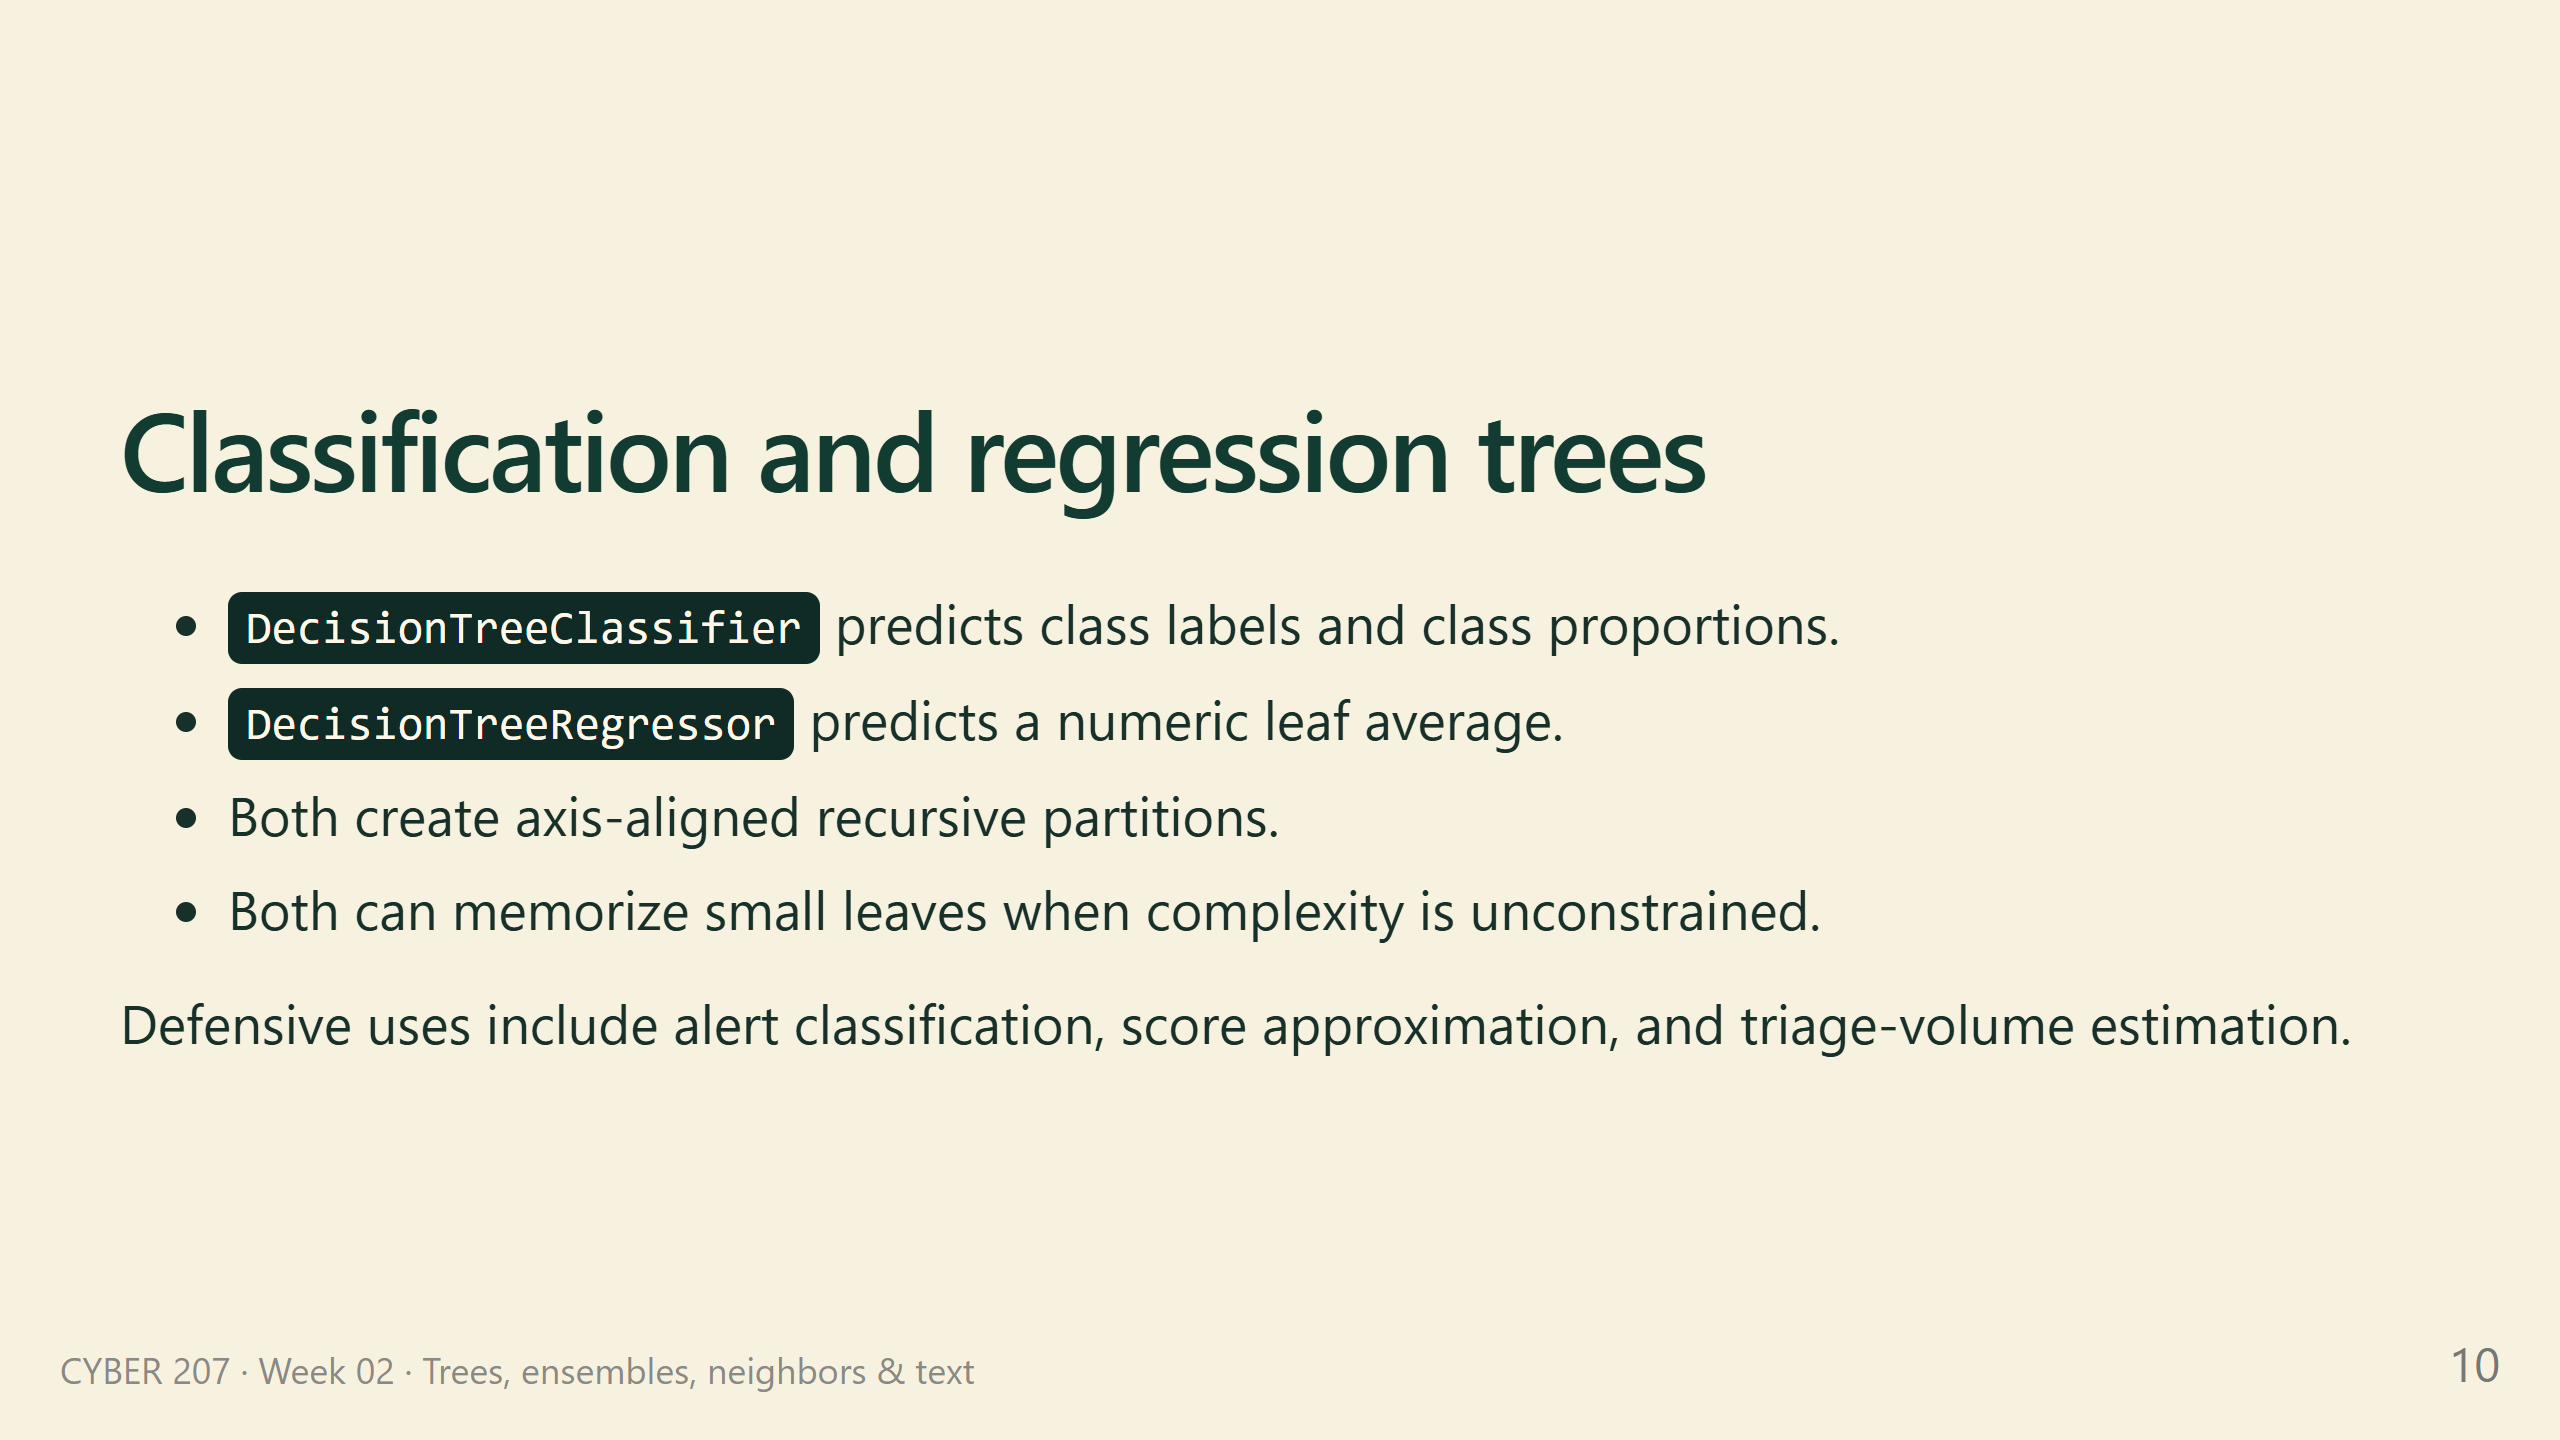 Classification and regression trees
• DecisionTreeClassifier predicts class labels and class proportions.
• DecisionTreeRegressor predicts a numeric leaf average.
• Both create axis-aligned recursive partitions.
• Both can memorize small leaves when complexity is unconstrained.
Defensive uses include alert classification, score approximation, and triage-volume estimation.
CYBER 207 · Week 02 · Trees, ensembles, neighbors & text
10